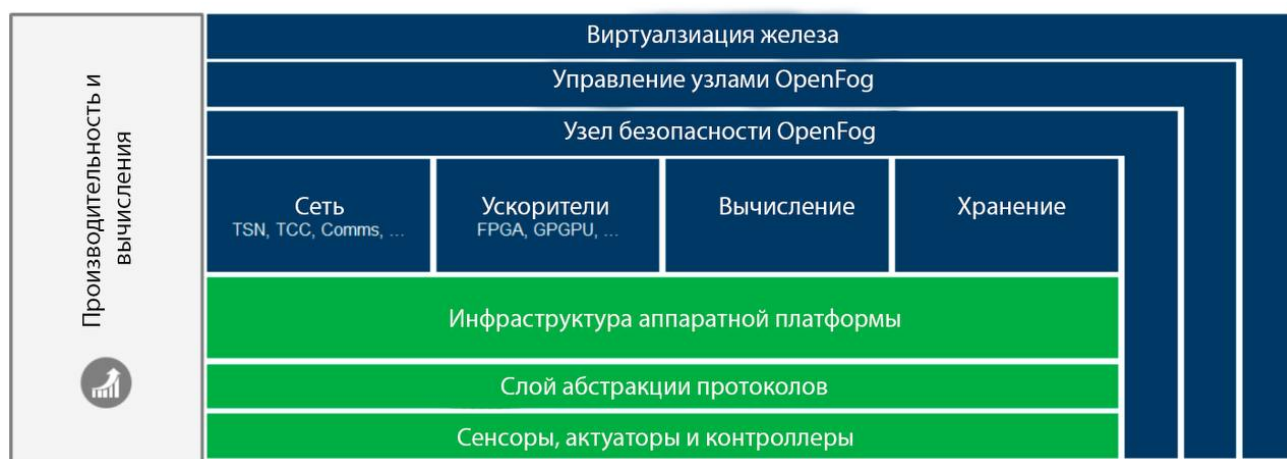 Производительность и
вычисления
Виртуалзиация железа
Управление узлами OpenFog
Узел безопасности OpenFog
Сеть
TSN, TCC, Comms, ...
Ускорители
FPGA, GPGPU, ...
Вычисление
Хранение
Инфраструктура аппаратной платформы
Слой абстракции протоколов
Сенсоры, актуаторы и контроллеры